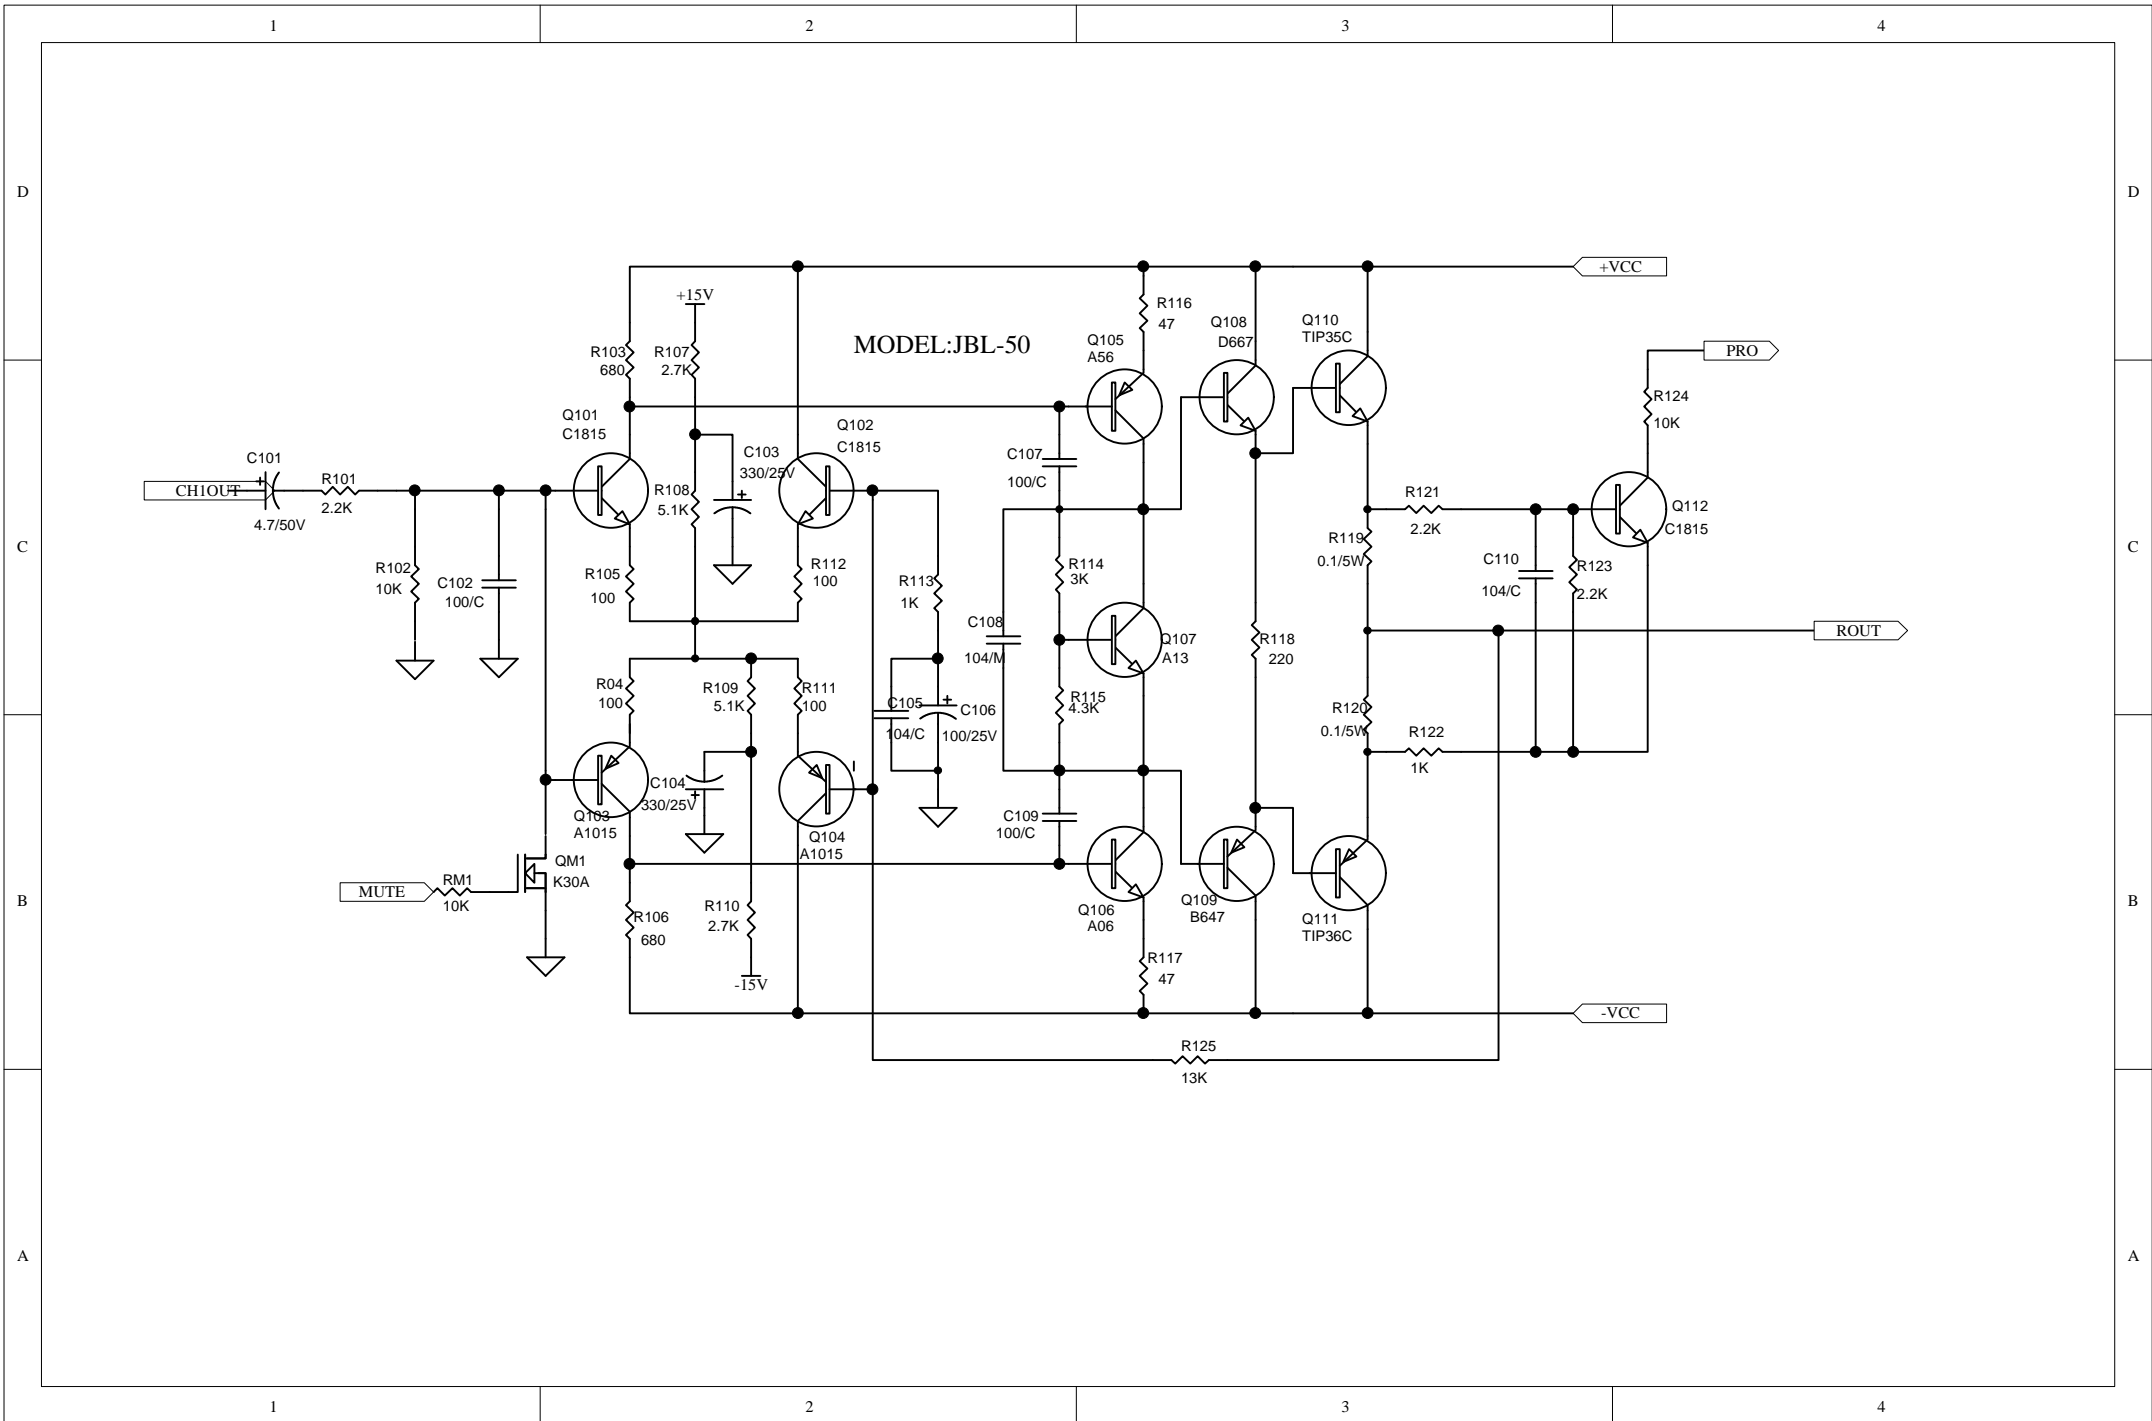 1 2 3 4
D D
C C
B B
A A
1 2 3 4
MODEL:JBL-50
+VCC
+15V
R116
47
Q105
A56
Q108
D667
Q110
TIP35C
PRO
R103
680
R107
2.7K
R124
10K
Q101
C1815
Q102
C1815
C101
+
4.7/50V
CH1OUT
R101
2.2K
C103
330/25V
+
R108
5.1K
C107
100/C
R121
2.2K
Q112
C1815
R102
10K
C102
100/C
R105
100
R112
100
R113
1K
R114
3K
R119
0.1/5W
C110
104/C
R123
2.2K
C108
104/M
Q107
A13
R118
220
ROUT
R04
100
R109
5.1K
R111
100
C105
104/C
+
C106
100/25V
R115
4.3K
R120
0.1/5W
R122
1K
C104
330/25V
+
Q103
A1015
Q104
A1015
C109
100/C
QM1
K30A
MUTE
RM1
10K
R106
680
R110
2.7K
-15V
Q106
A06
Q109
B647
Q111
TIP36C
R117
47
-VCC
R125
13K